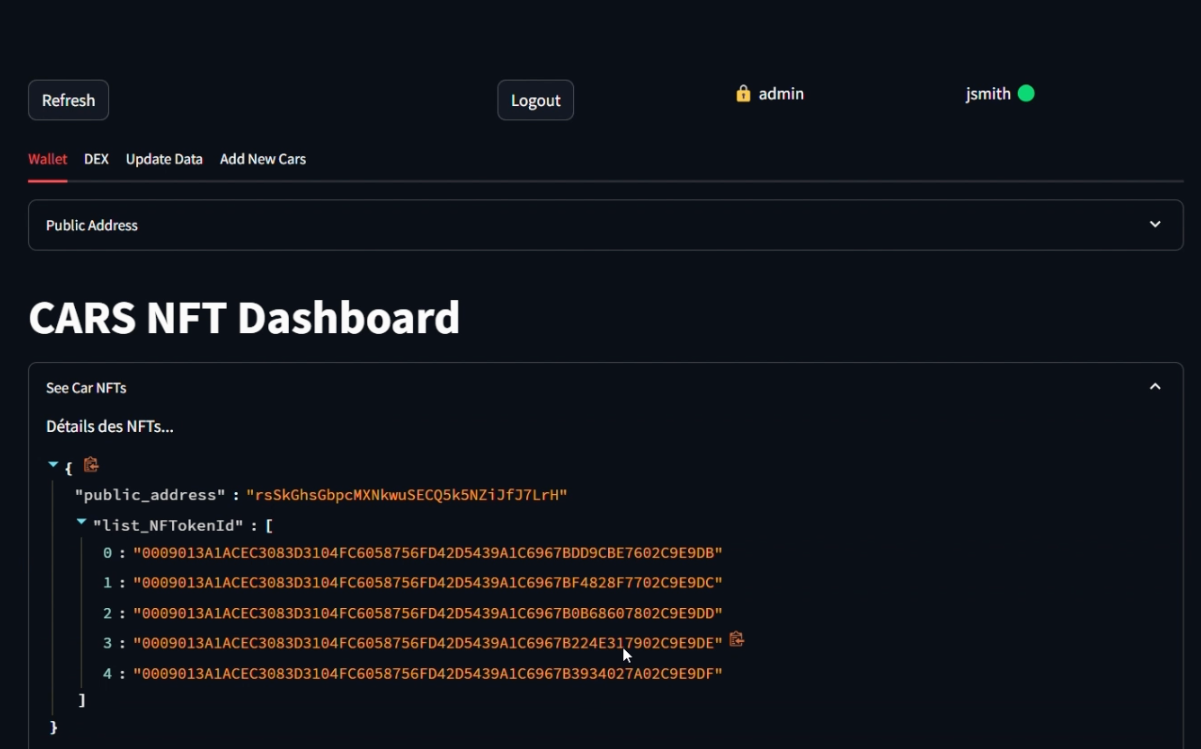 Refresh
Logout
admin
jsmith
Wallet DEX Update Data Add New Cars
Public Address
CARS NFT Dashboard
See Car NFTs
Détails des NFTs...
{
"public_address" : "rsSkGhsGbpcMXNkwuSECQ5k5NZiJfJ7LrH"
"list_NFTokenId" : [
0 : "0009013A1ACEC3083D3104FC6058756FD42D5439A1C6967BDD9CBE7602C9E9DB"
1 : "0009013A1ACEC3083D3104FC6058756FD42D5439A1C6967BF4828F7702C9E9DC"
2 : "0009013A1ACEC3083D3104FC6058756FD42D5439A1C6967B0B68607802C9E9DD"
3 : "0009013A1ACEC3083D3104FC6058756FD42D5439A1C6967B224E317902C9E9DE"
4 : "0009013A1ACEC3083D3104FC6058756FD42D5439A1C6967B3934027A02C9E9DF"
]
}